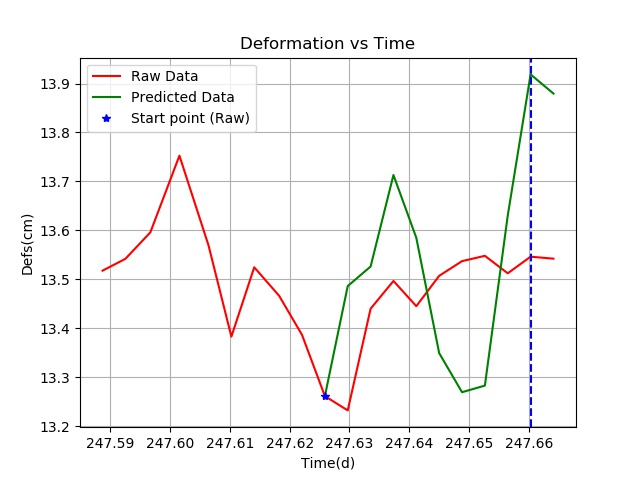 Deformation vs Time
Raw Data
Predicted Data
Start point (Raw)
Defs(cm)
13.9
13.8
13.7
13.6
13.5
13.4
13.3
13.2
247.59 247.60 247.61 247.62 247.63 247.64 247.65 247.66
Time(d)